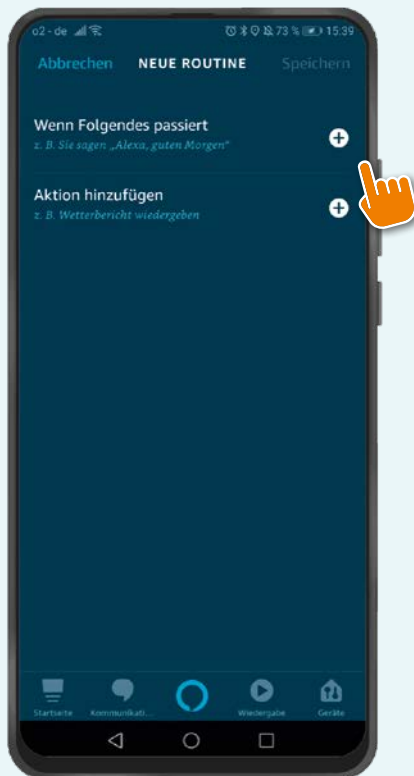 o2-de 73 % 15:39
Abbrechen NEUE ROUTINE Speichern
Wenn Folgendes passiert
z. B. Sie sagen „Alexa, guten Morgen“
Aktion hinzufügen
z. B. Wetterbericht wiedergeben
Startseite Kommunikati... Wiedergabe Geräte